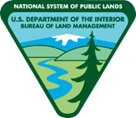 NATIONAL SYSTEM OF PUBLIC LANDS
U.S. DEPARTMENT OF THE INTERIOR
BUREAU OF LAND MANAGEMENT